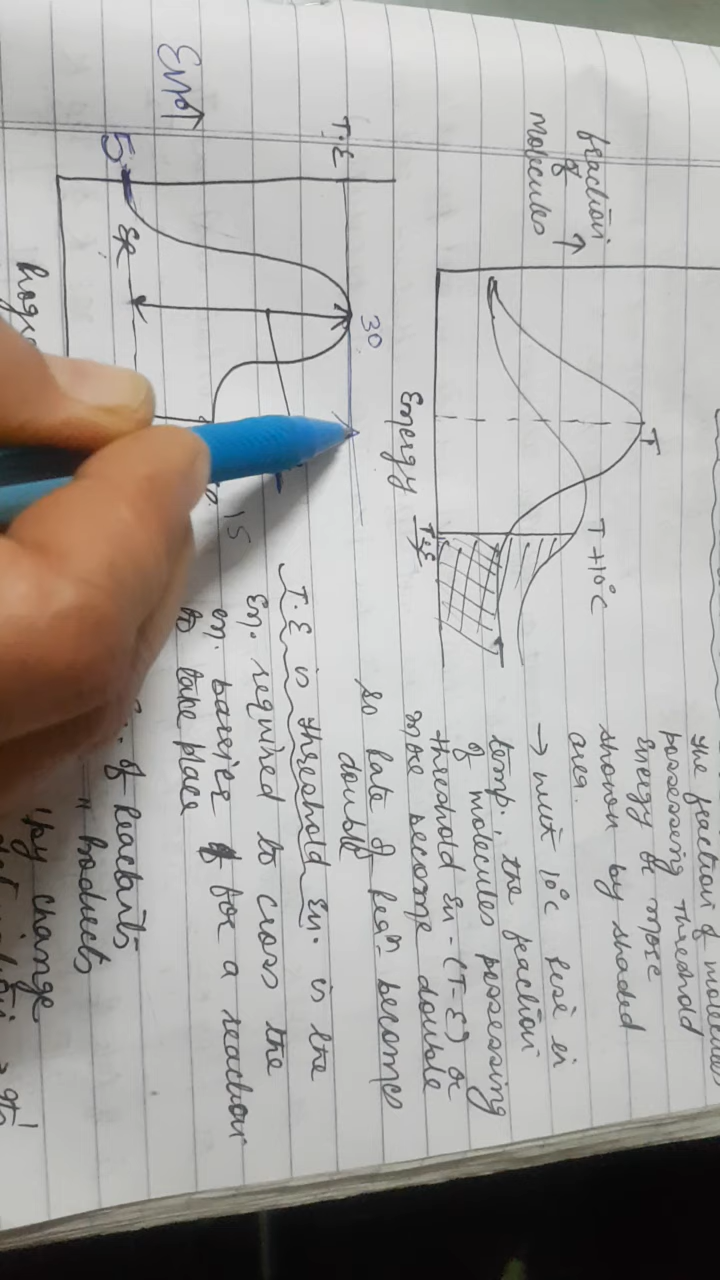 fraction
of
molecules
T
T+10°C
Energy
T.E
The fraction of molecules
possessing threshold
energy or more
shown by shaded
area.
→ with 10°C rise in
temp. the fraction
of molecules possessing
threshold En. (T-E) or
more become double
so Rate of Reaⁿ becomes
double
T.E
30
En↑
5
ER
15
T.E is threshold En. is the
En. required to cross the
en. barrier for a reaction
to take place
of Reactants
" Products
change